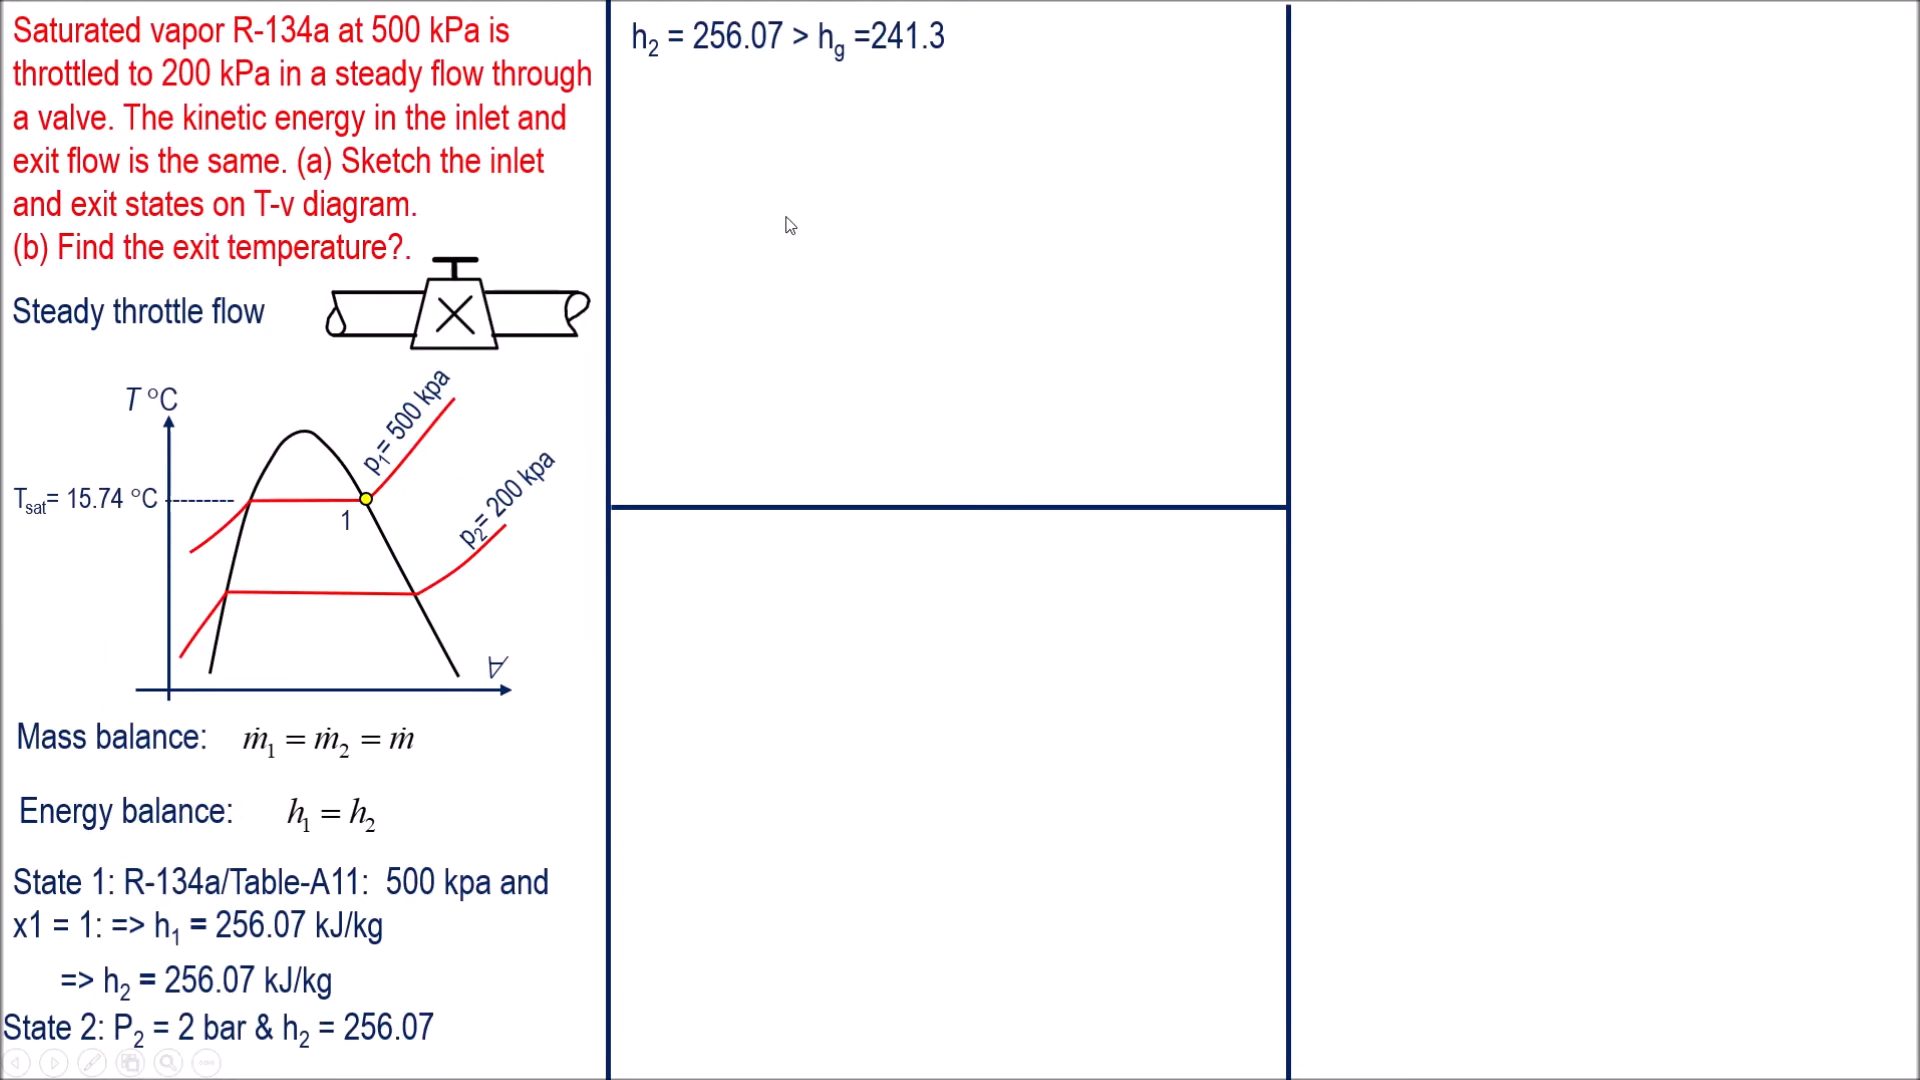 Saturated vapor R-134a at 500 kPa is
throttled to 200 kPa in a steady flow through
a valve. The kinetic energy in the inlet and
exit flow is the same. (a) Sketch the inlet
and exit states on T-v diagram.
(b) Find the exit temperature?.
Steady throttle flow
T °C
p1= 500 kpa
p2= 200 kpa
Tsat= 15.74 °C
1
∀
Mass balance: ṁ1 = ṁ2 = ṁ
Energy balance: h1 = h2
State 1: R-134a/Table-A11: 500 kpa and
x1 = 1: => h1 = 256.07 kJ/kg
=> h2 = 256.07 kJ/kg
State 2: P2 = 2 bar & h2 = 256.07
h2 = 256.07 > hg =241.3